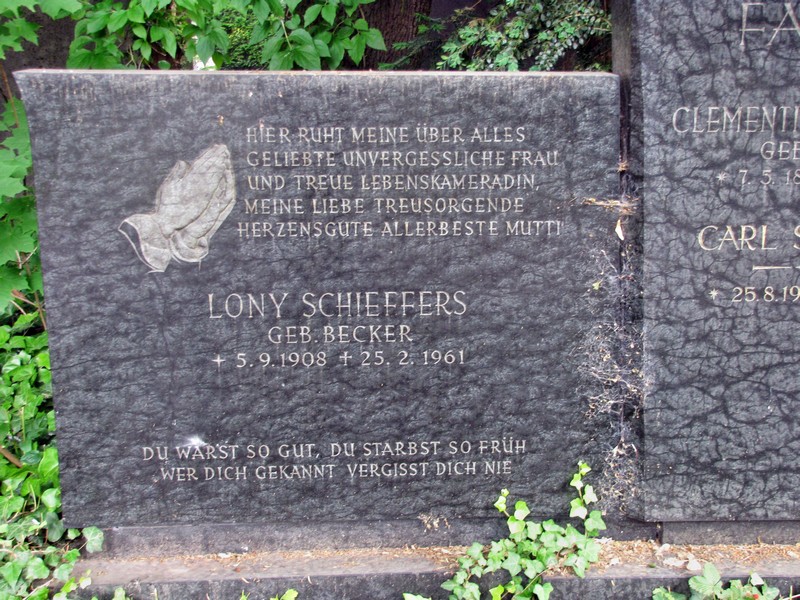 HIER RUHT MEINE ÜBER ALLES
GELIEBTE UNVERGESSLICHE FRAU
UND TREUE LEBENSKAMERADIN,
MEINE LIEBE TREUSORGENDE
HERZENSGUTE ALLERBESTE MUTTI
LONY SCHIEFFERS
GEB. BECKER
* 5.9.1908 † 25.2.1961
DU WARST SO GUT, DU STARBST SO FRÜH
WER DICH GEKANNT VERGISST DICH NIE
CARL